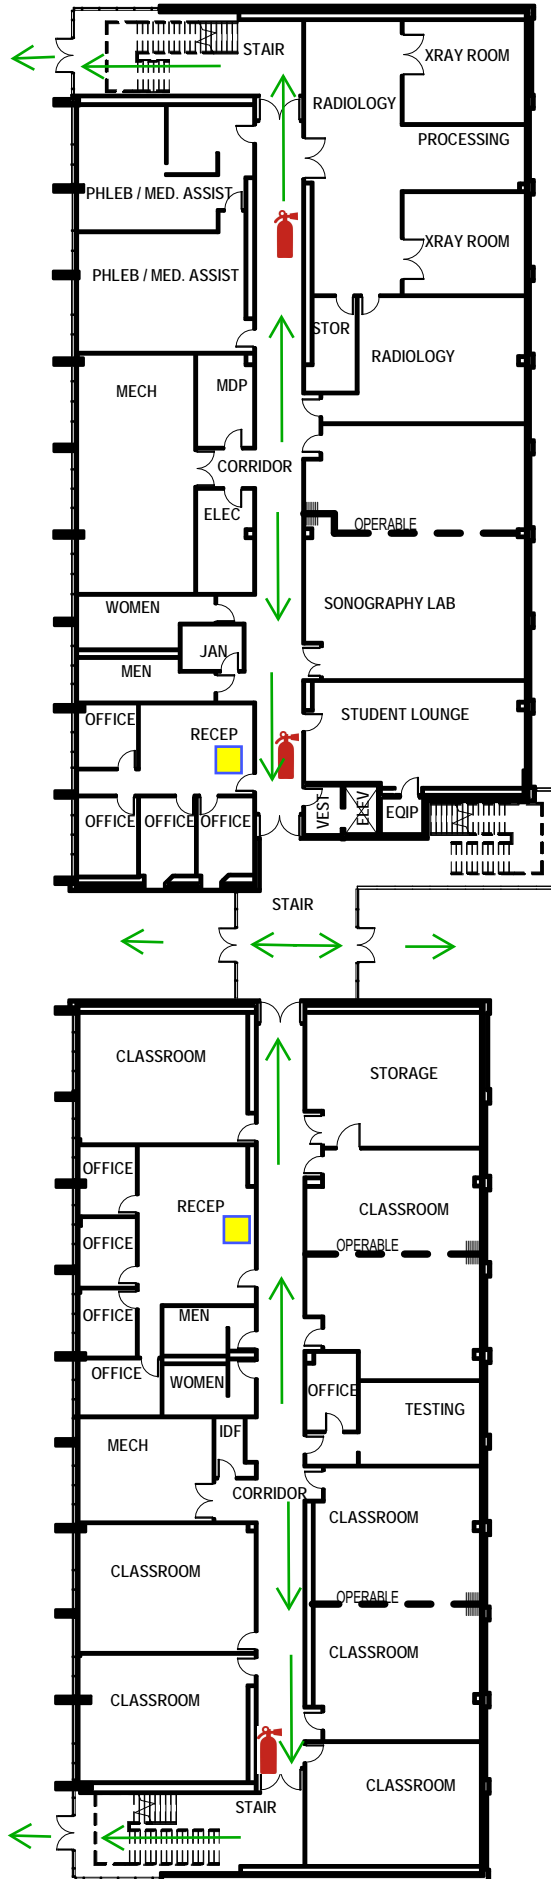 STAIR
XRAY ROOM
RADIOLOGY
PROCESSING
PHLEB / MED. ASSIST
XRAY ROOM
PHLEB / MED. ASSIST
STOR
RADIOLOGY
MECH
MDP
CORRIDOR
ELEC
OPERABLE
WOMEN
SONOGRAPHY LAB
JAN
MEN
OFFICE
RECEP
STUDENT LOUNGE
OFFICE
OFFICE
OFFICE
VEST
ELEV
EQIP
STAIR
CLASSROOM
STORAGE
OFFICE
RECEP
CLASSROOM
OFFICE
OPERABLE
OFFICE
MEN
OFFICE
WOMEN
OFFICE
TESTING
MECH
IDF
CORRIDOR
CLASSROOM
CLASSROOM
OPERABLE
CLASSROOM
CLASSROOM
CLASSROOM
STAIR